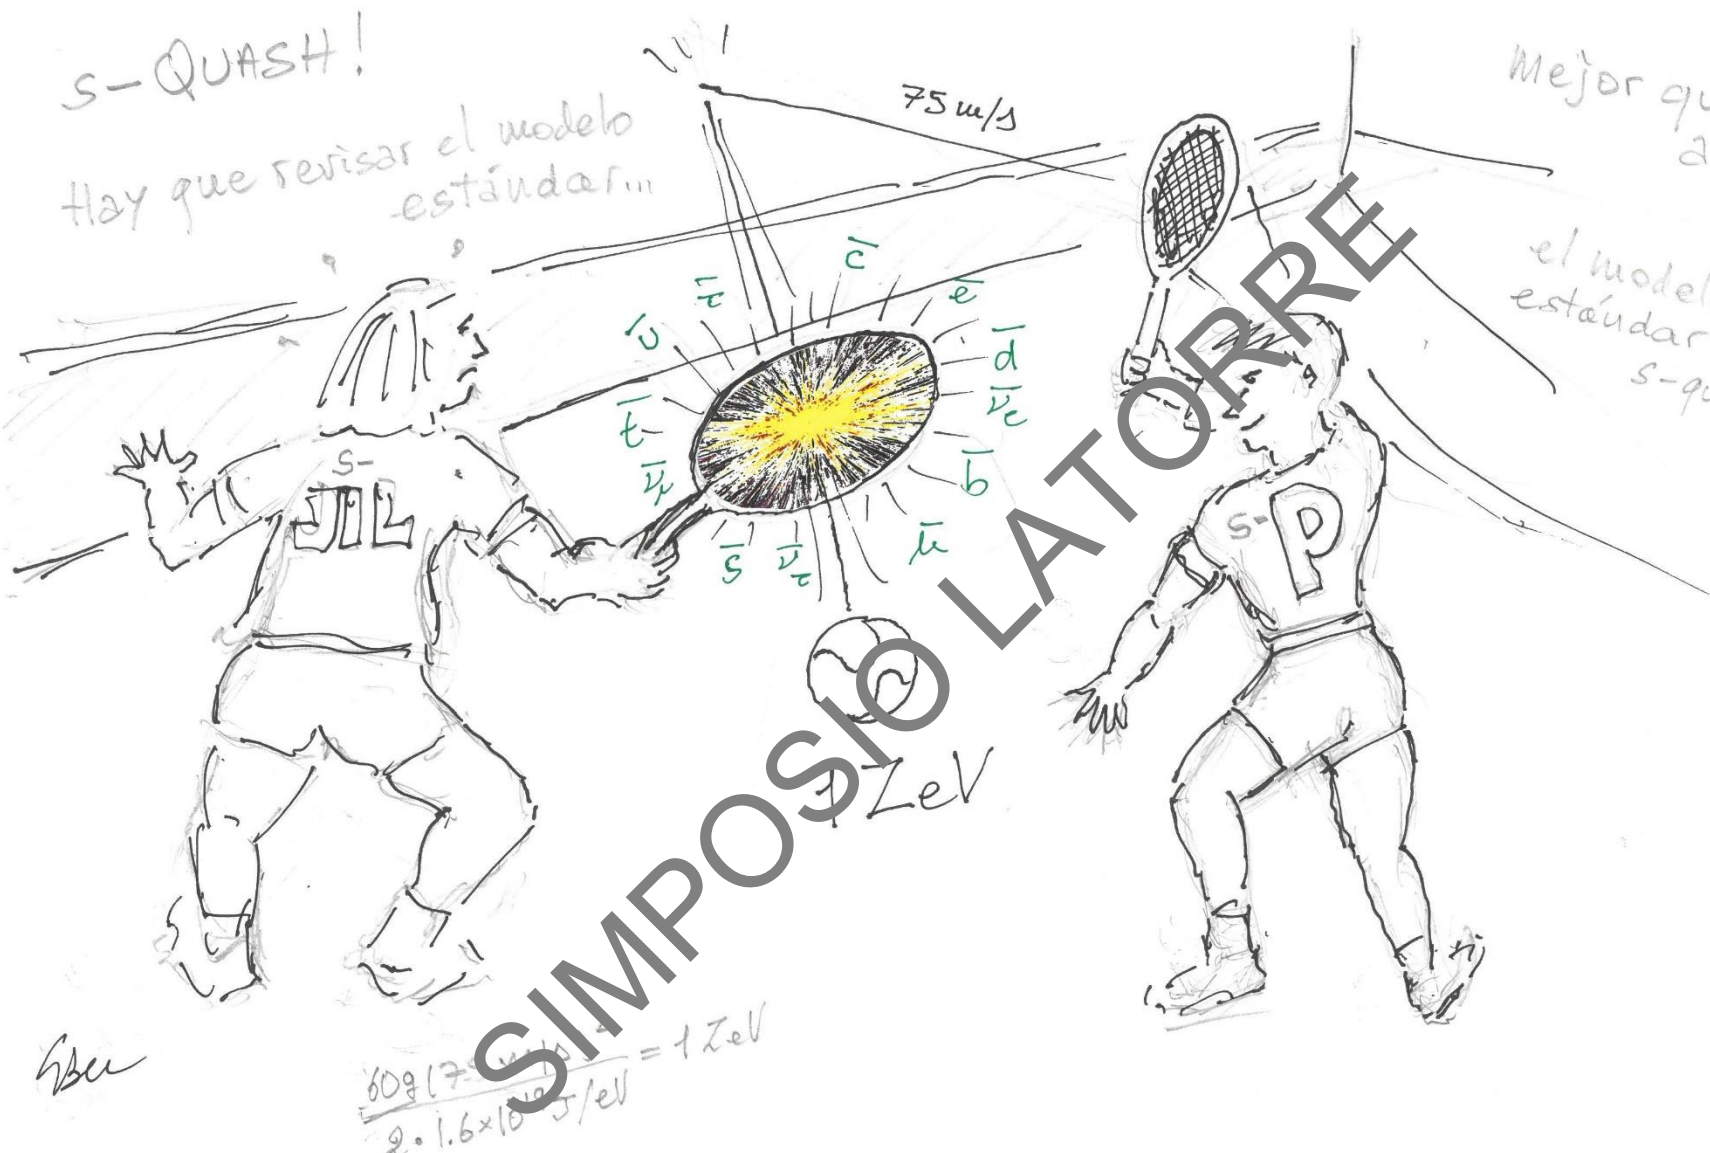 s-QUASH!
Hay que revisar el modelo
estándar...
75 m/s
Mejor qu
a
el model
estándar
s-qu
c̅
τ̅
e̅
u̅
d̅
t̅
ν̅e
ν̅μ
b̅
s̅
ν̅τ
μ̅
s-
JIL
s-
P
1 ZeV
SIMPOSIO LATORRE
= 1 ZeV
2 · 1.6×10 J/eV